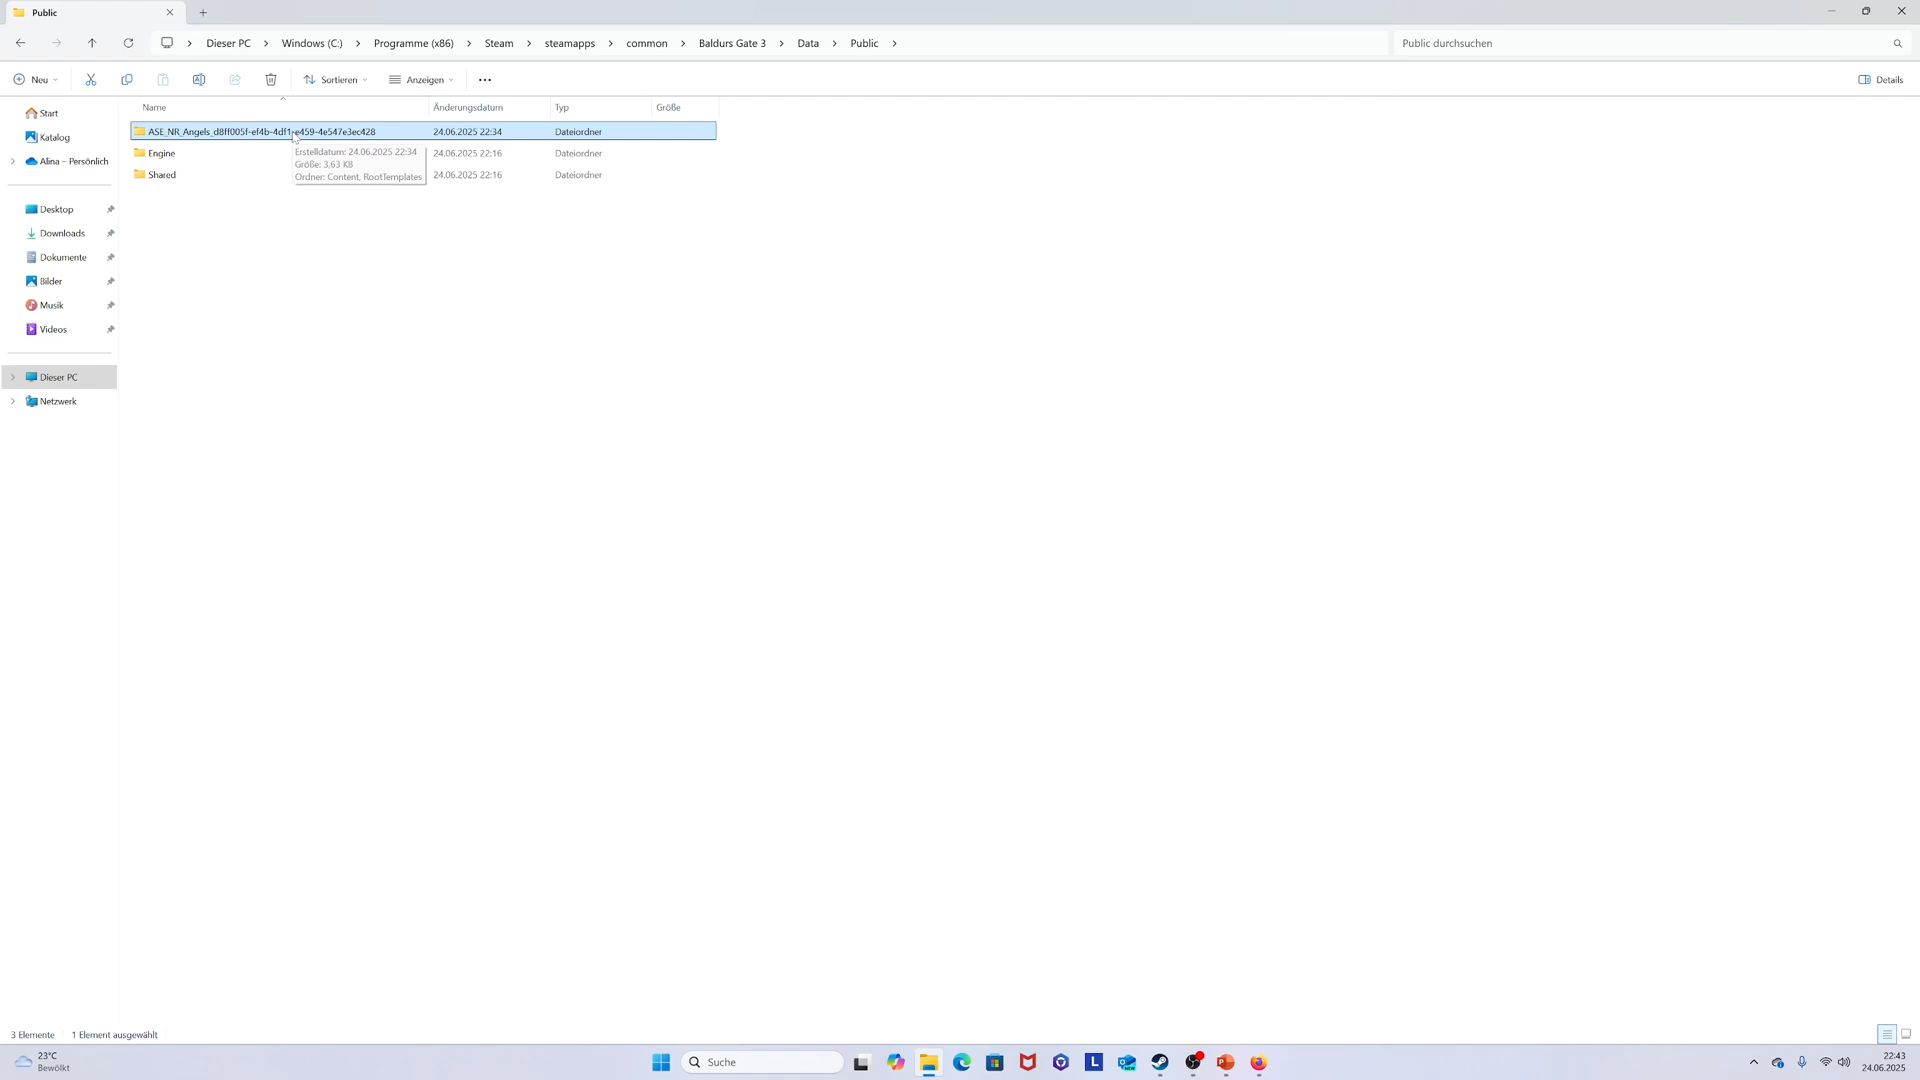 Public
Dieser PC > Windows (C:) > Programme (x86) > Steam > steamapps > common > Baldurs Gate 3 > Data > Public >
Public durchsuchen
Neu
Sortieren
Anzeigen
Details
Name
Änderungsdatum
Typ
Größe
ASE_NR_Angels_d8ff005f-ef4b-4df1-e459-4e547e3ec428 24.06.2025 22:34 Dateiordner
Engine 24.06.2025 22:16 Dateiordner
Shared 24.06.2025 22:16 Dateiordner
Erstelldatum: 24.06.2025 22:34
Größe: 3,63 KB
Ordner: Content, RootTemplates
Start
Katalog
Alina – Persönlich
Desktop
Downloads
Dokumente
Bilder
Musik
Videos
Dieser PC
Netzwerk
3 Elemente
1 Element ausgewählt
23°C
Bewölkt
Suche
L
NEW
22:43
24.06.2025